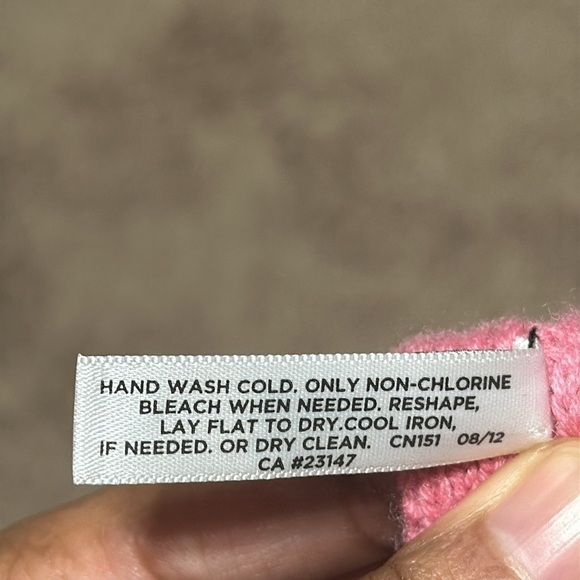 HAND WASH COLD. ONLY NON-CHLORINE
BLEACH WHEN NEEDED. RESHAPE,
LAY FLAT TO DRY.COOL IRON,
IF NEEDED. OR DRY CLEAN. CN151 08/12
CA #23147